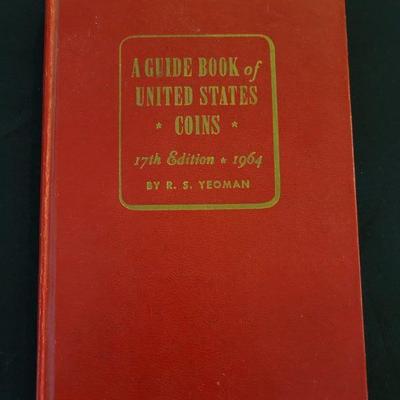 A GUIDE BOOK of
UNITED STATES
* COINS *
17th Edition * 1964
BY R. S. YEOMAN